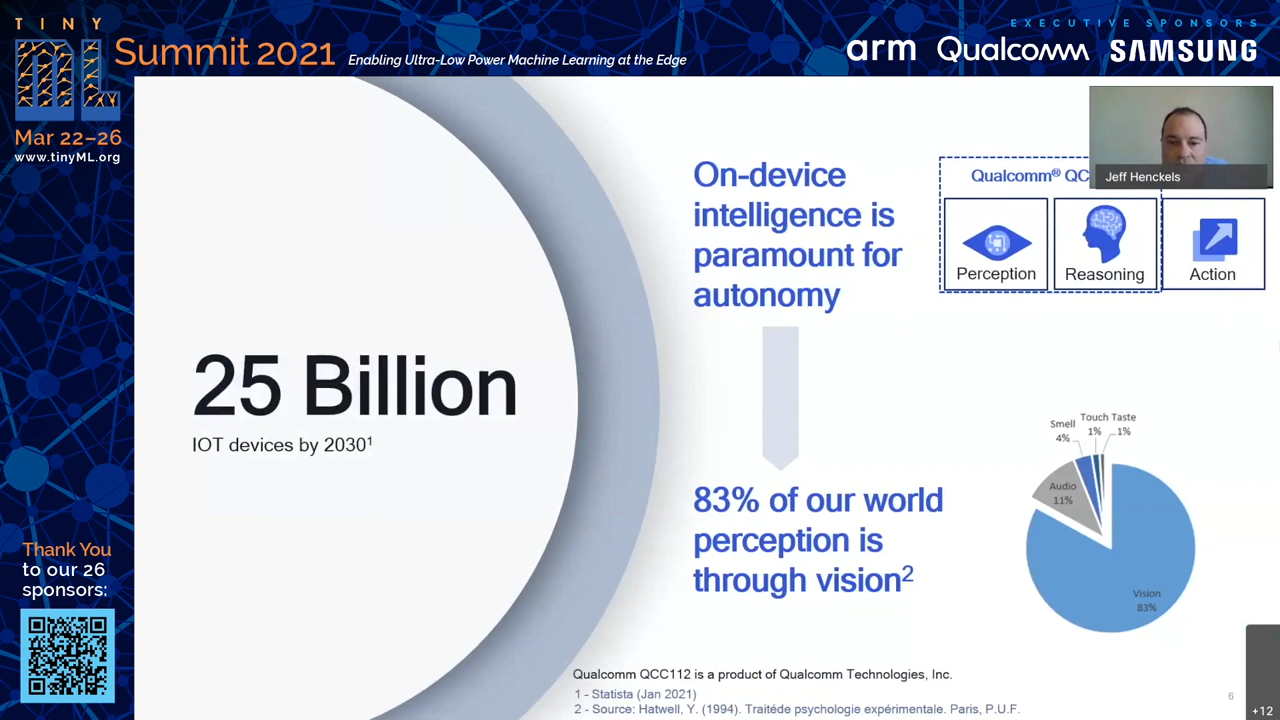 TINY
ML
Summit 2021
Enabling Ultra-Low Power Machine Learning at the Edge
EXECUTIVE SPONSORS
arm Qualcomm SAMSUNG
Mar 22–26
www.tinyML.org
Thank You
to our 26
sponsors:
25 Billion
IOT devices by 2030¹
On-device
intelligence is
paramount for
autonomy
Qualcomm® QC
Jeff Henckels
Perception
Reasoning
Action
83% of our world
perception is
through vision²
Smell
4%
Touch
1%
Taste
1%
Audio
11%
Vision
83%
Qualcomm QCC112 is a product of Qualcomm Technologies, Inc.
1 - Statista (Jan 2021)
2 - Source: Hatwell, Y. (1994). Traitéde psychologie expérimentale. Paris, P.U.F.
6
+12